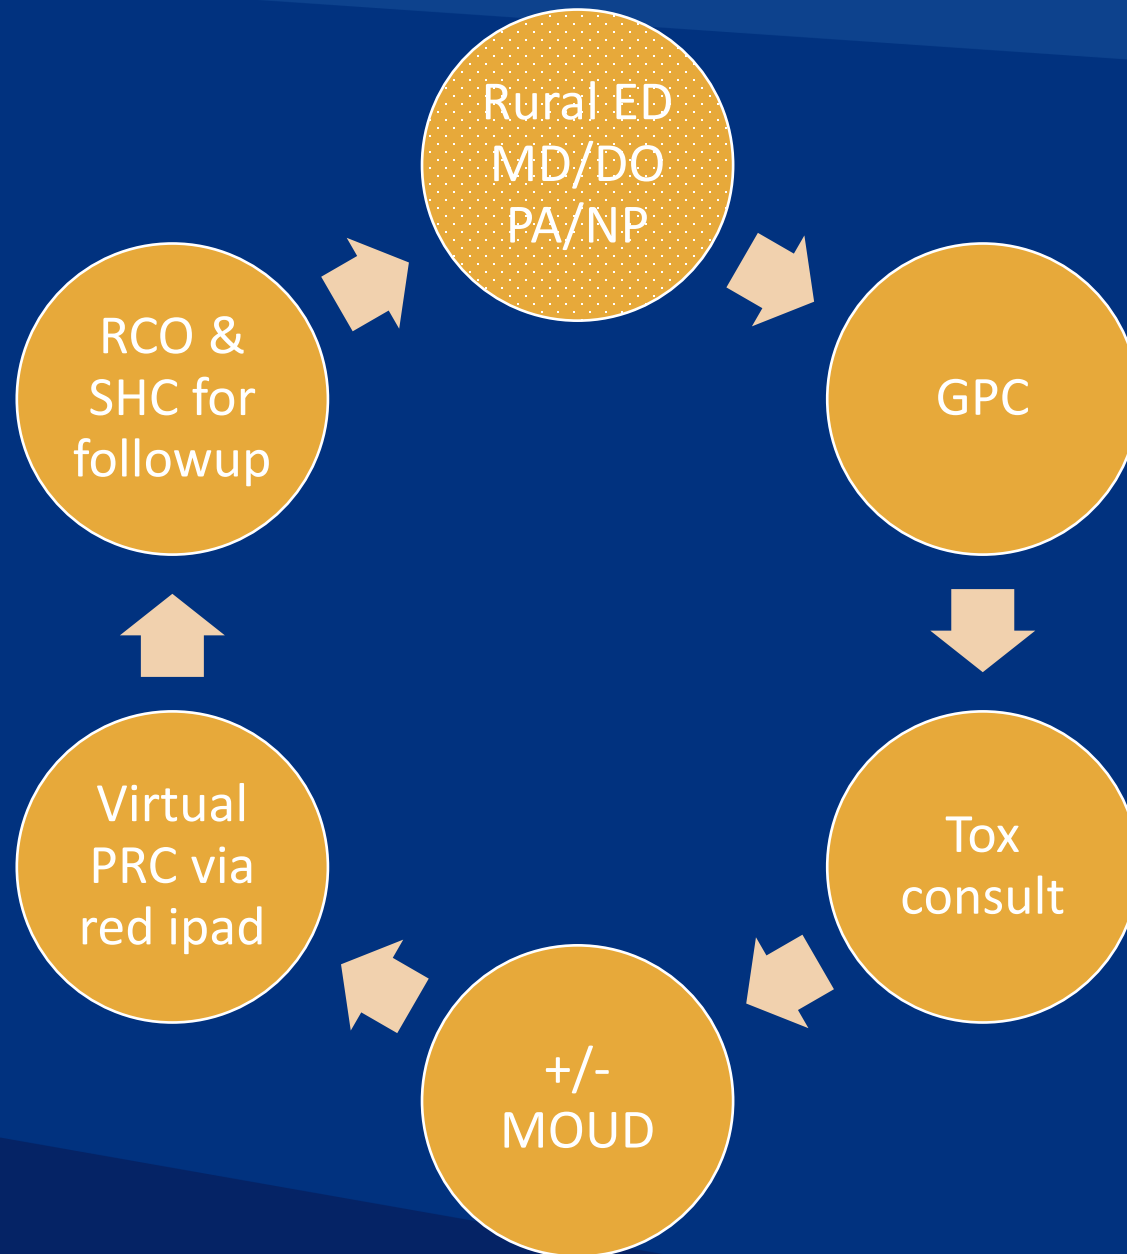 Rural ED
MD/DO
PA/NP
GPC
Tox
consult
+/-
MOUD
Virtual
PRC via
red ipad
RCO &
SHC for
followup